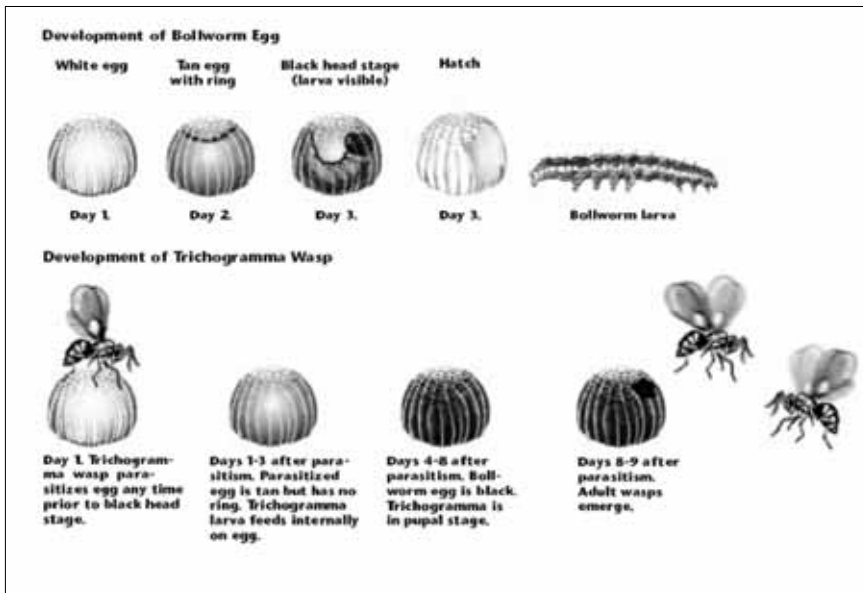 Development of Bollworm Egg
White egg
Tan egg
with ring
Black head stage
(larva visible)
Hatch
Day 1.
Day 2.
Day 3.
Day 3.
Bollworm larva
Development of Trichogramma Wasp
Day 1. Trichogram-
ma wasp para-
sitizes egg any time
prior to black head
stage.
Days 1-3 after para-
sitism. Parasitized
egg is tan but has no
ring. Trichogramma
larva feeds internally
on egg.
Days 4-8 after
parasitism. Boll-
worm egg is black.
Trichogramma is
in pupal stage.
Days 8-9 after
parasitism.
Adult wasps
emerge.